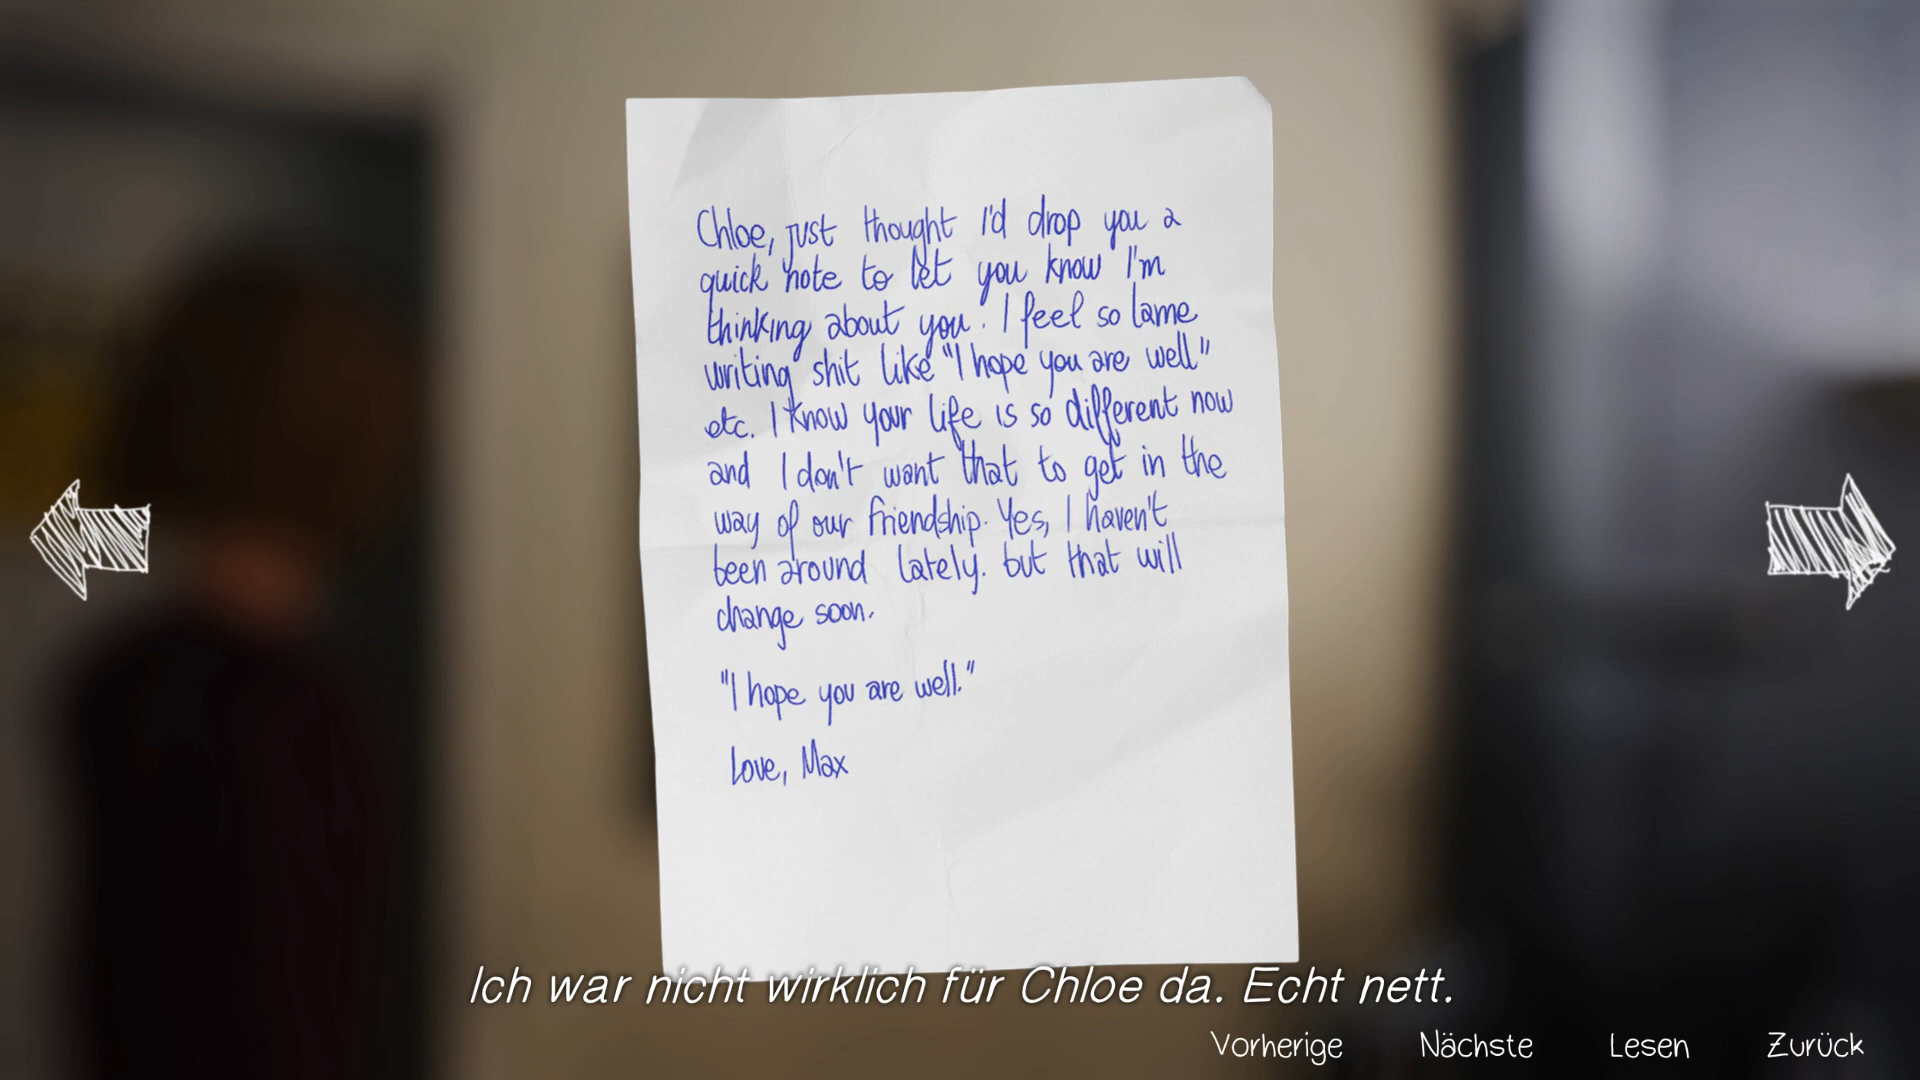 Chloe, just thought I'd drop you a
quick note to let you know I'm
thinking about you. I feel so lame
writing shit like "I hope you are well"
etc. I know your life is so different now
and I don't want that to get in the
way of our friendship. Yes, I haven't
been around lately. but that will
change soon.
"I hope you are well."
Love, Max
Ich war nicht wirklich für Chloe da. Echt nett.
Vorherige Nächste Lesen Zurück